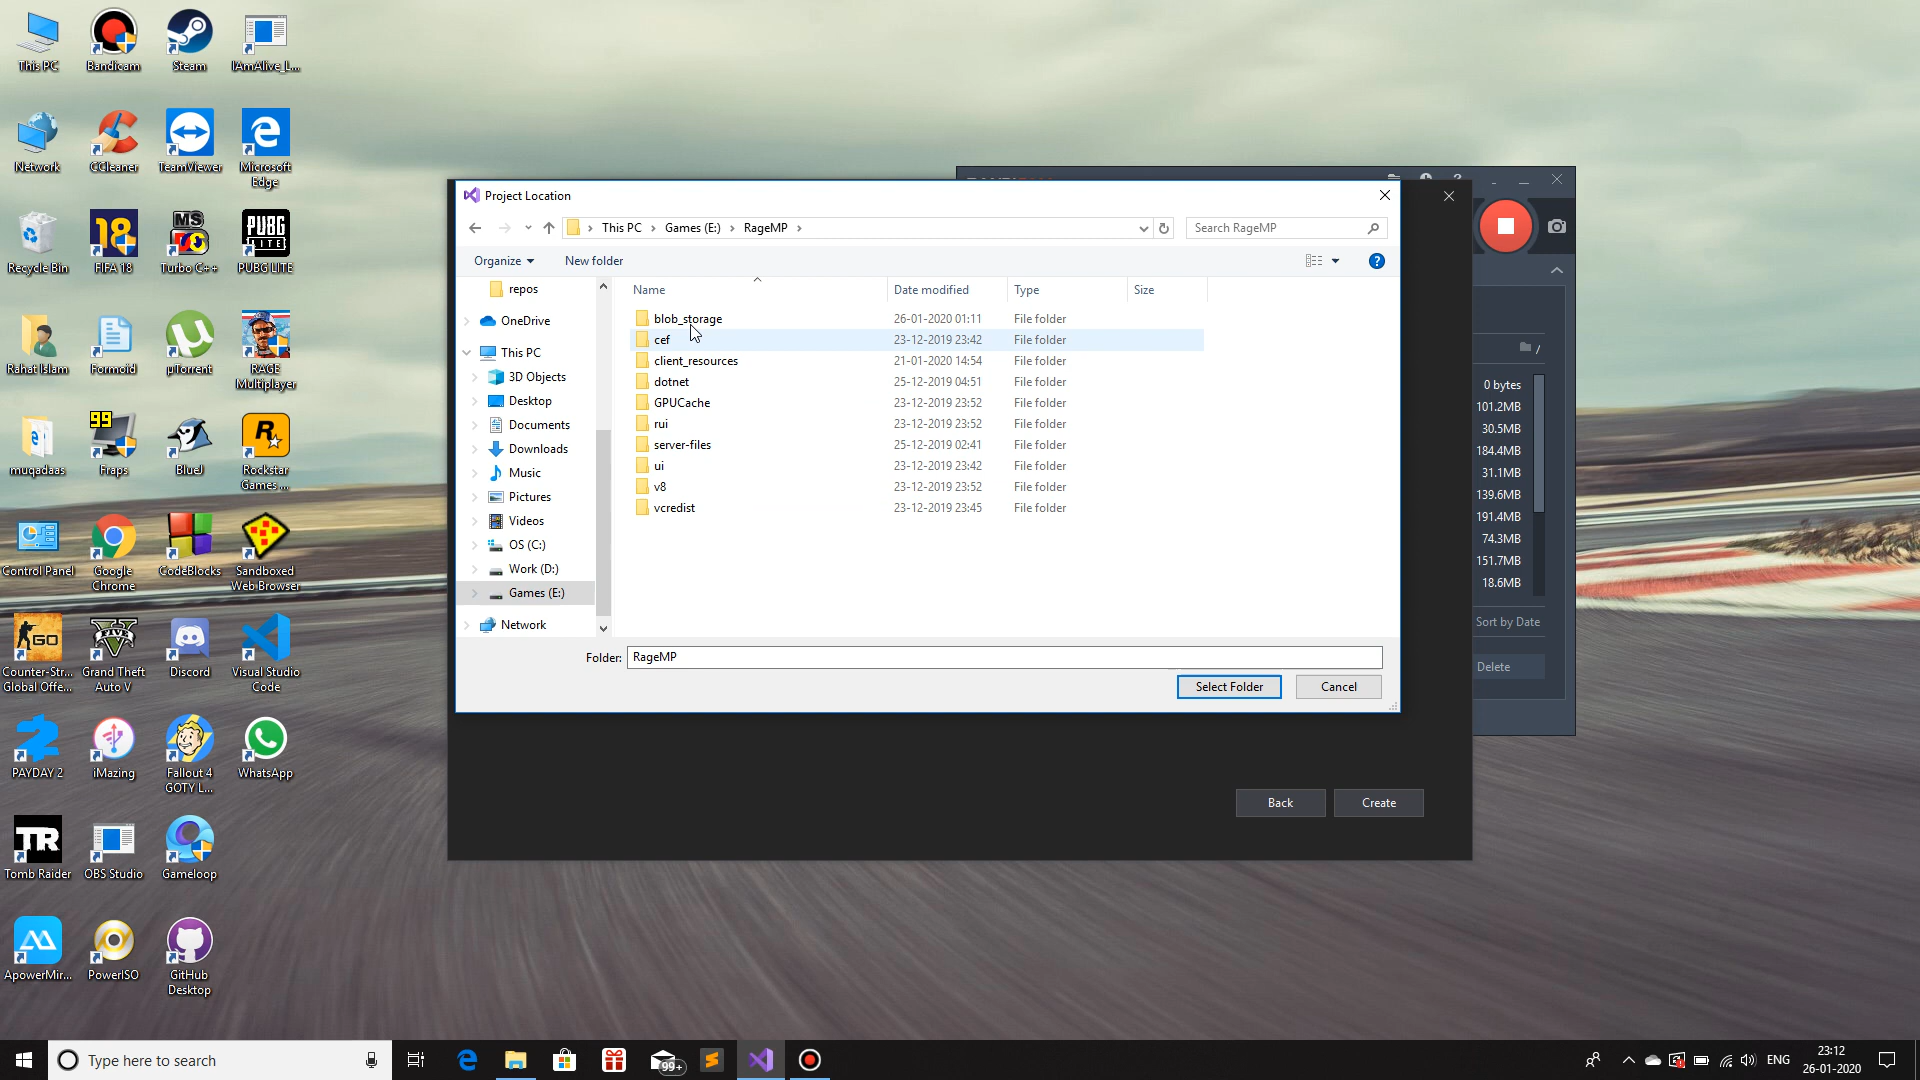 This PC
Bandicam
Steam
IAmAlive_L...
Network
CCleaner
TeamViewer
Microsoft
Edge
Recycle Bin
FIFA 18
Turbo C++
PUBG LITE
Rahat Islam
Formoid
µTorrent
RAGE
Multiplayer
muqadaas
Fraps
BlueJ
Rockstar
Games ...
Control Panel
Google
Chrome
CodeBlocks
Sandboxed
Web Browser
Counter-Str...
Global Offe...
Grand Theft
Auto V
Discord
Visual Studio
Code
PAYDAY 2
iMazing
Fallout 4
GOTY L...
WhatsApp
Tomb Raider
OBS Studio
Gameloop
ApowerMir...
PowerISO
GitHub
Desktop
Project Location
This PC > Games (E:) > RageMP >
Search RageMP
Organize
New folder
repos
OneDrive
This PC
3D Objects
Desktop
Documents
Downloads
Music
Pictures
Videos
OS (C:)
Work (D:)
Games (E:)
Network
Name Date modified Type Size
blob_storage 26-01-2020 01:11 File folder
cef 23-12-2019 23:42 File folder
client_resources 21-01-2020 14:54 File folder
dotnet 25-12-2019 04:51 File folder
GPUCache 23-12-2019 23:52 File folder
rui 23-12-2019 23:52 File folder
server-files 25-12-2019 02:41 File folder
ui 23-12-2019 23:42 File folder
v8 23-12-2019 23:52 File folder
vcredist 23-12-2019 23:45 File folder
Folder: RageMP
Select Folder
Cancel
Back
Create
/
0 bytes
101.2MB
30.5MB
184.4MB
31.1MB
139.6MB
191.4MB
74.3MB
151.7MB
18.6MB
Sort by Date
Delete
Type here to search
99+
ENG
23:12
26-01-2020